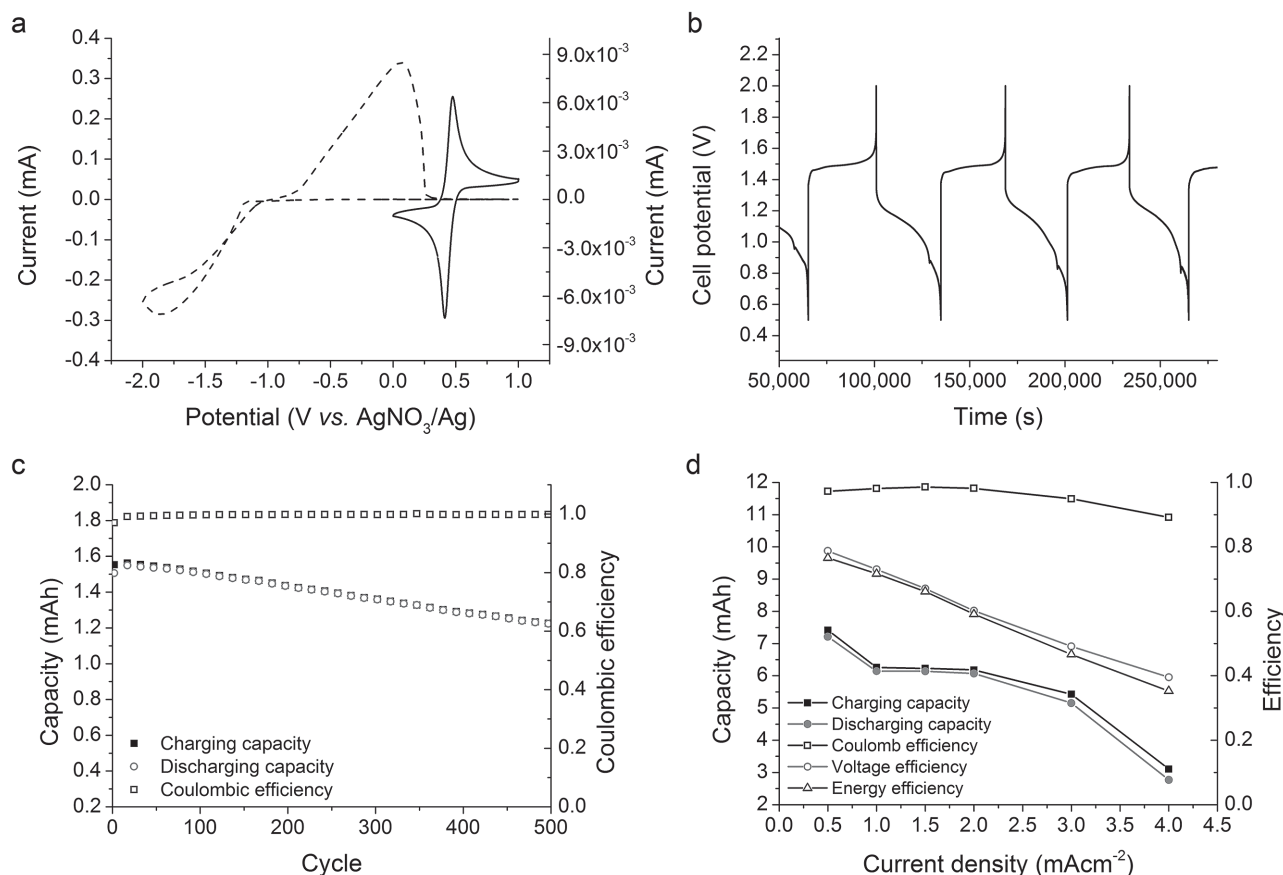 a
0.4
0.3
0.2
0.1
0.0
-0.1
-0.2
-0.3
-0.4
Current (mA)
9.0x10⁻³
6.0x10⁻³
3.0x10⁻³
0.0
-3.0x10⁻³
-6.0x10⁻³
-9.0x10⁻³
Current (mA)
-2.0 -1.5 -1.0 -0.5 0.0 0.5 1.0
Potential (V vs. AgNO₃/Ag)
b
2.2
2.0
1.8
1.6
1.4
1.2
1.0
0.8
0.6
0.4
Cell potential (V)
50,000 100,000 150,000 200,000 250,000
Time (s)
c
2.0
1.8
1.6
1.4
1.2
1.0
0.8
0.6
0.4
0.2
Capacity (mAh)
1.0
0.8
0.6
0.4
0.2
0.0
Coulombic efficiency
Charging capacity
Discharging capacity
Coulombic efficiency
0 100 200 300 400 500
Cycle
d
12
11
10
9
8
7
6
5
4
3
2
Capacity (mAh)
1.0
0.8
0.6
0.4
0.2
0.0
Efficiency
Charging capacity
Discharging capacity
Coulomb efficiency
Voltage efficiency
Energy efficiency
0.0 0.5 1.0 1.5 2.0 2.5 3.0 3.5 4.0 4.5
Current density (mAcm⁻²)